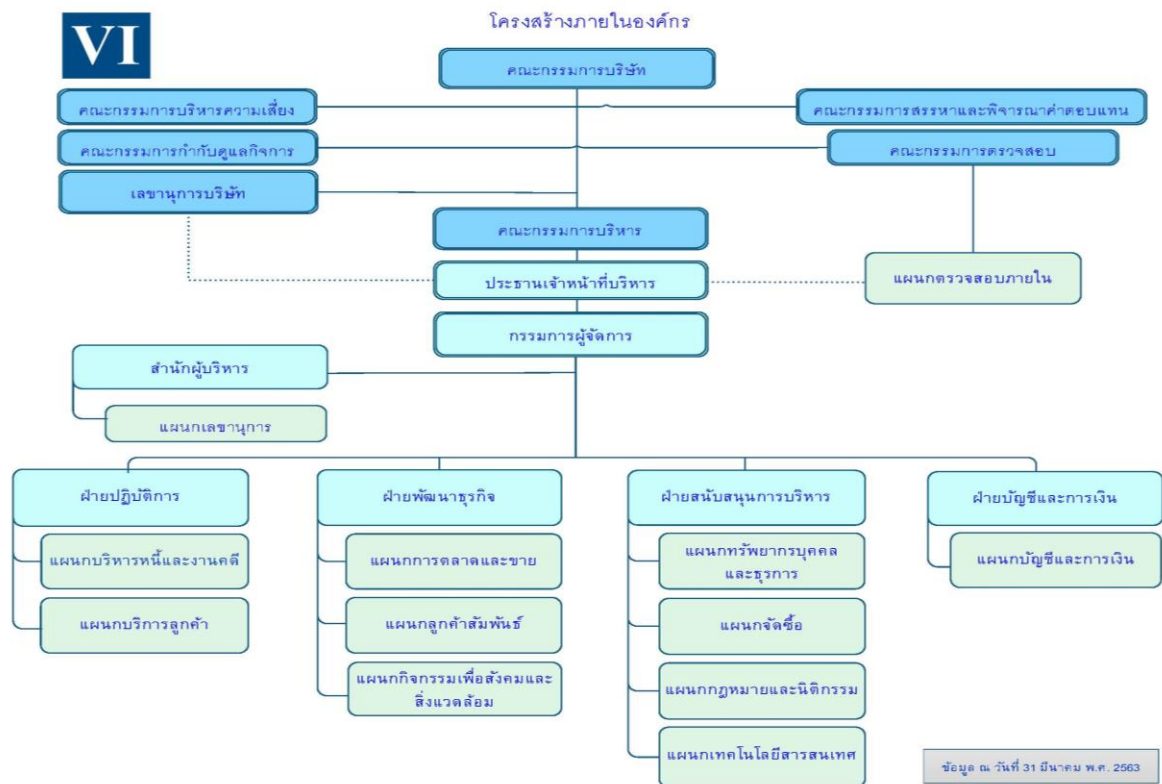 VI
โครงสร้างภายในองค์กร
คณะกรรมการบริษัท
คณะกรรมการบริหารความเสี่ยง
คณะกรรมการสรรหาและพิจารณาค่าตอบแทน
คณะกรรมการกำกับดูแลกิจการ
คณะกรรมการตรวจสอบ
เลขานุการบริษัท
คณะกรรมการบริหาร
ประธานเจ้าหน้าที่บริหาร
แผนกตรวจสอบภายใน
กรรมการผู้จัดการ
สำนักผู้บริหาร
แผนกเลขานุการ
ฝ่ายปฏิบัติการ
แผนกบริหารหนี้และงานคดี
แผนกบริการลูกค้า
ฝ่ายพัฒนาธุรกิจ
แผนกการตลาดและขาย
แผนกลูกค้าสัมพันธ์
แผนกกิจกรรมเพื่อสังคมและ
สิ่งแวดล้อม
ฝ่ายสนับสนุนการบริหาร
แผนกทรัพยากรบุคคล
และธุรการ
แผนกจัดซื้อ
แผนกกฎหมายและนิติกรรม
แผนกเทคโนโลยีสารสนเทศ
ฝ่ายบัญชีและการเงิน
แผนกบัญชีและการเงิน
ข้อมูล ณ วันที่ 31 มีนาคม พ.ศ. 2563